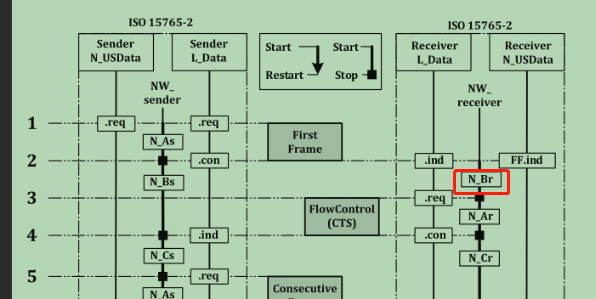 ISO 15765-2
ISO 15765-2
Sender
N_USData
Sender
L_Data
Start
Start
Restart
Stop
Receiver
L_Data
Receiver
N_USData
NW_
sender
NW_
receiver
1
.req
.req
First
Frame
N_As
2
.con
.ind
FF.ind
N_Bs
N_Br
3
FlowControl
(CTS)
.req
N_Ar
4
.ind
.con
N_Cs
N_Cr
5
.req
Consecutive
N_As